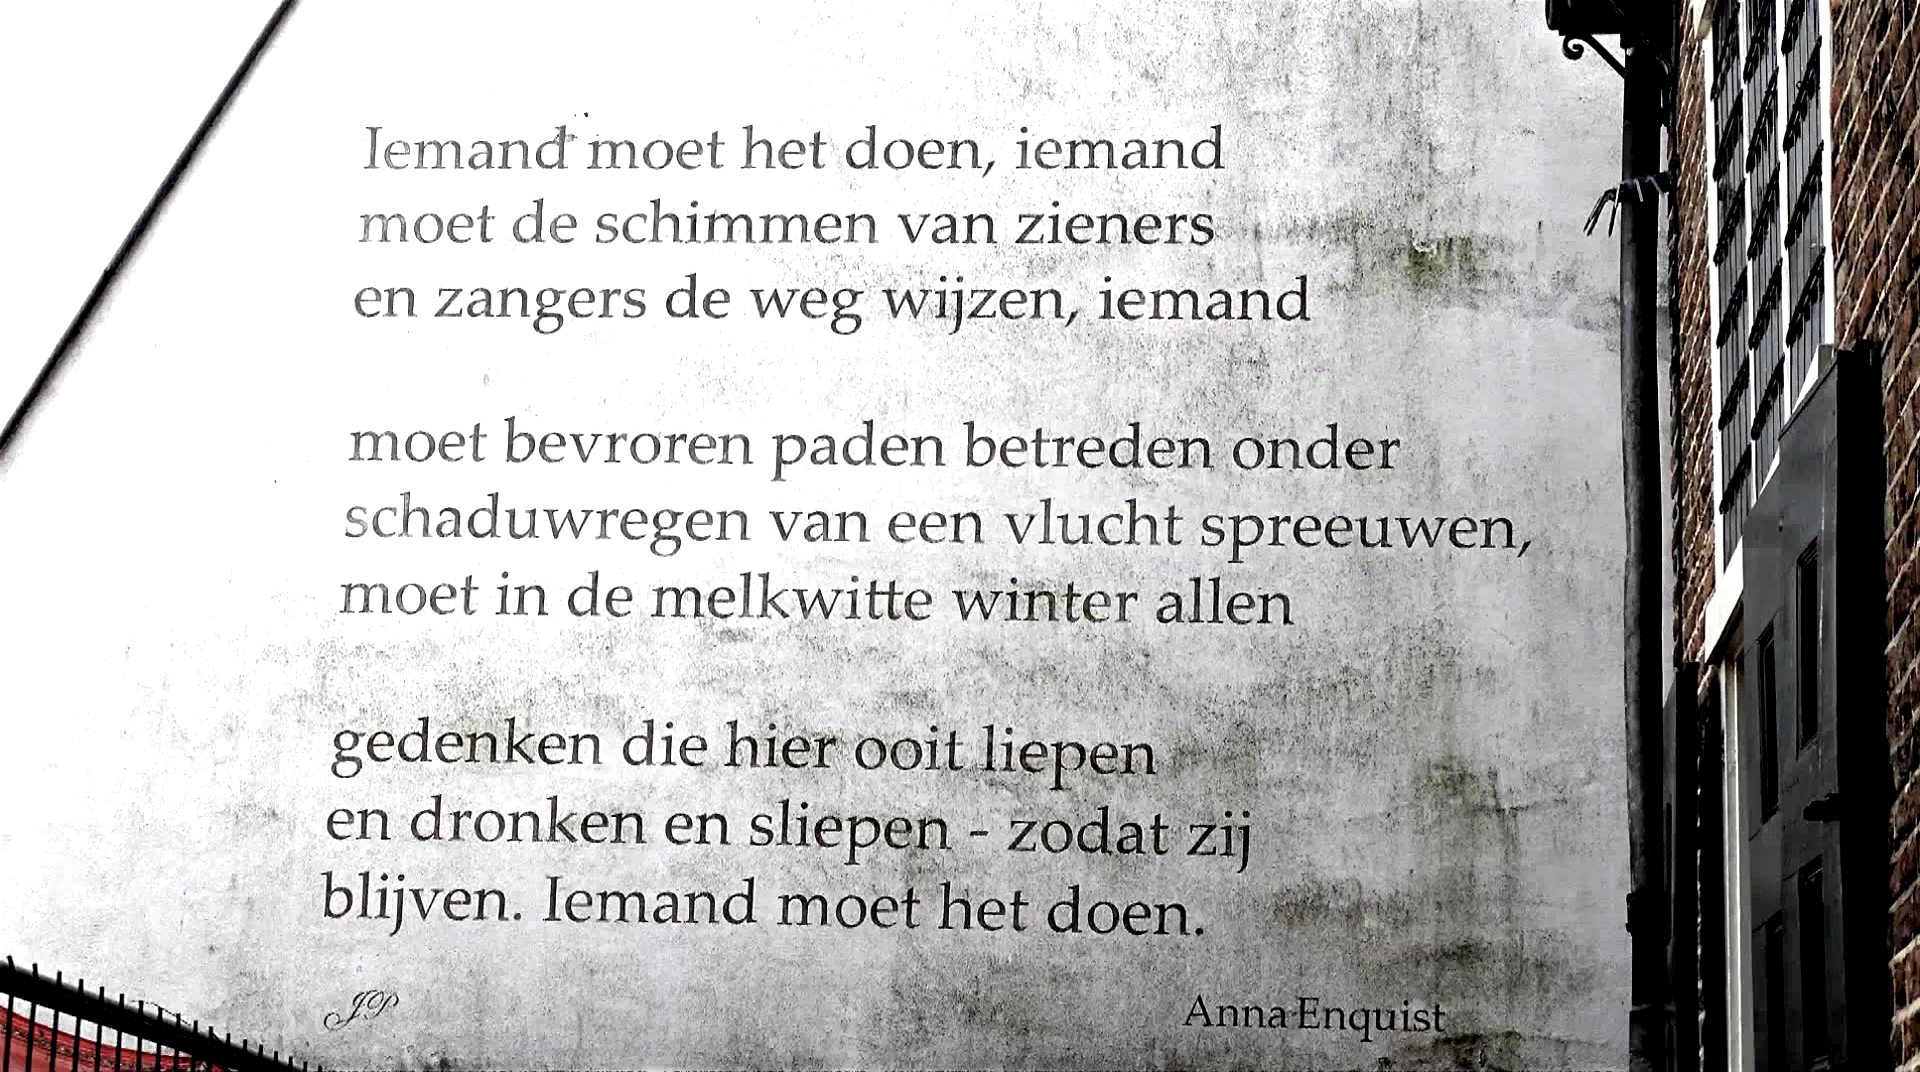 Iemand moet het doen, iemand
moet de schimmen van zieners
en zangers de weg wijzen, iemand
moet bevroren paden betreden onder
schaduwregen van een vlucht spreeuwen,
moet in de melkwitte winter allen
gedenken die hier ooit liepen
en dronken en sliepen - zodat zij
blijven. Iemand moet het doen.
JP
Anna Enquist